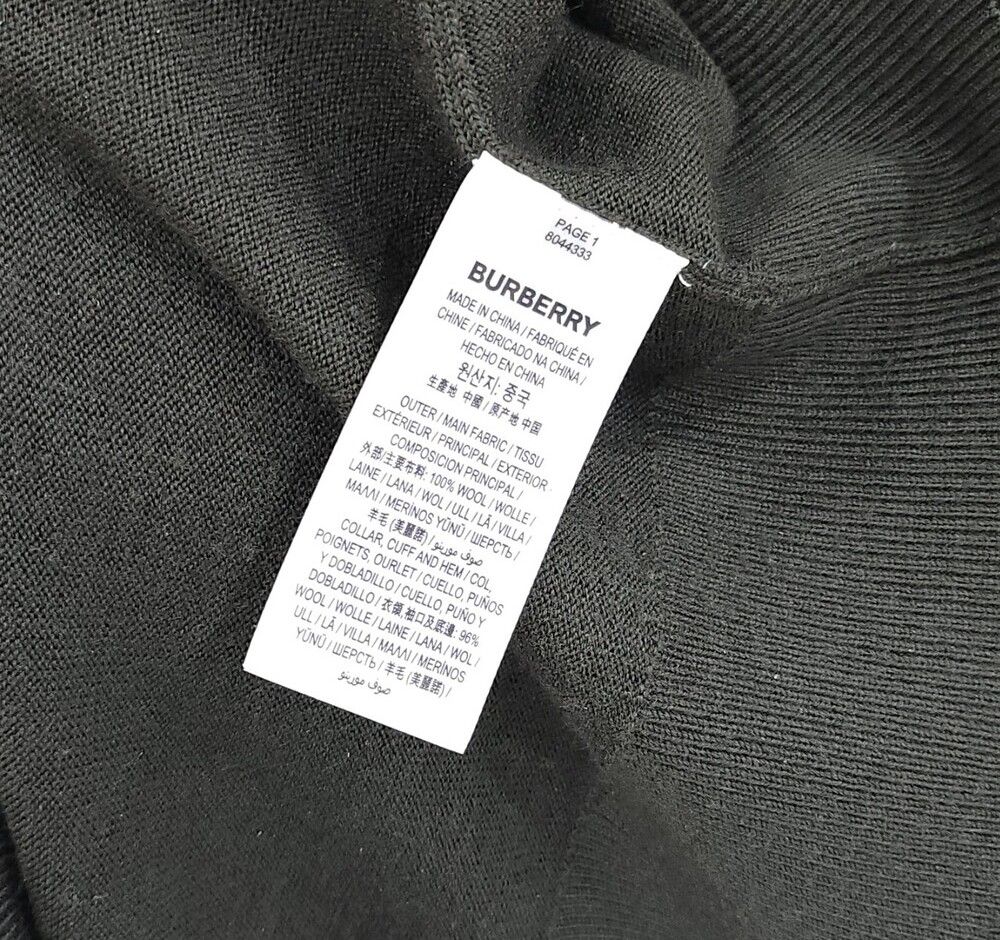 PAGE 1
8044333
BURBERRY
MADE IN CHINA / FABRIQUÉ EN
CHINE / FABRICADO NA CHINA /
HECHO EN CHINA
원산지: 중국
生產地 中國 / 原产地 中国
OUTER / MAIN FABRIC / TISSU
EXTÉRIEUR / PRINCIPAL / EXTERIOR
COMPOSICION PRINCIPAL /
外部/主要布料: 100% WOOL / WOLLE /
LAINE / LANA / WOL / ULL / LÃ / VILLA /
ΜΑΛΛΙ / MERİNOS YÜNÜ / ШЕРСТЬ /
羊毛 (美麗諾) / صوف مورينو
COLLAR, CUFF AND HEM / COL,
POIGNETS, OURLET / CUELLO, PUÑOS
Y DOBLADILLO / CUELLO, PUÑO Y
DOBLADILLO / 衣領,袖口及底邊: 96%
WOOL / WOLLE / LAINE / LANA / WOL /
ULL / LÃ / VILLA / ΜΑΛΛΙ / MERİNOS
YÜNÜ / ШЕРСТЬ / 羊毛 (美麗諾) /
صوف مورينو